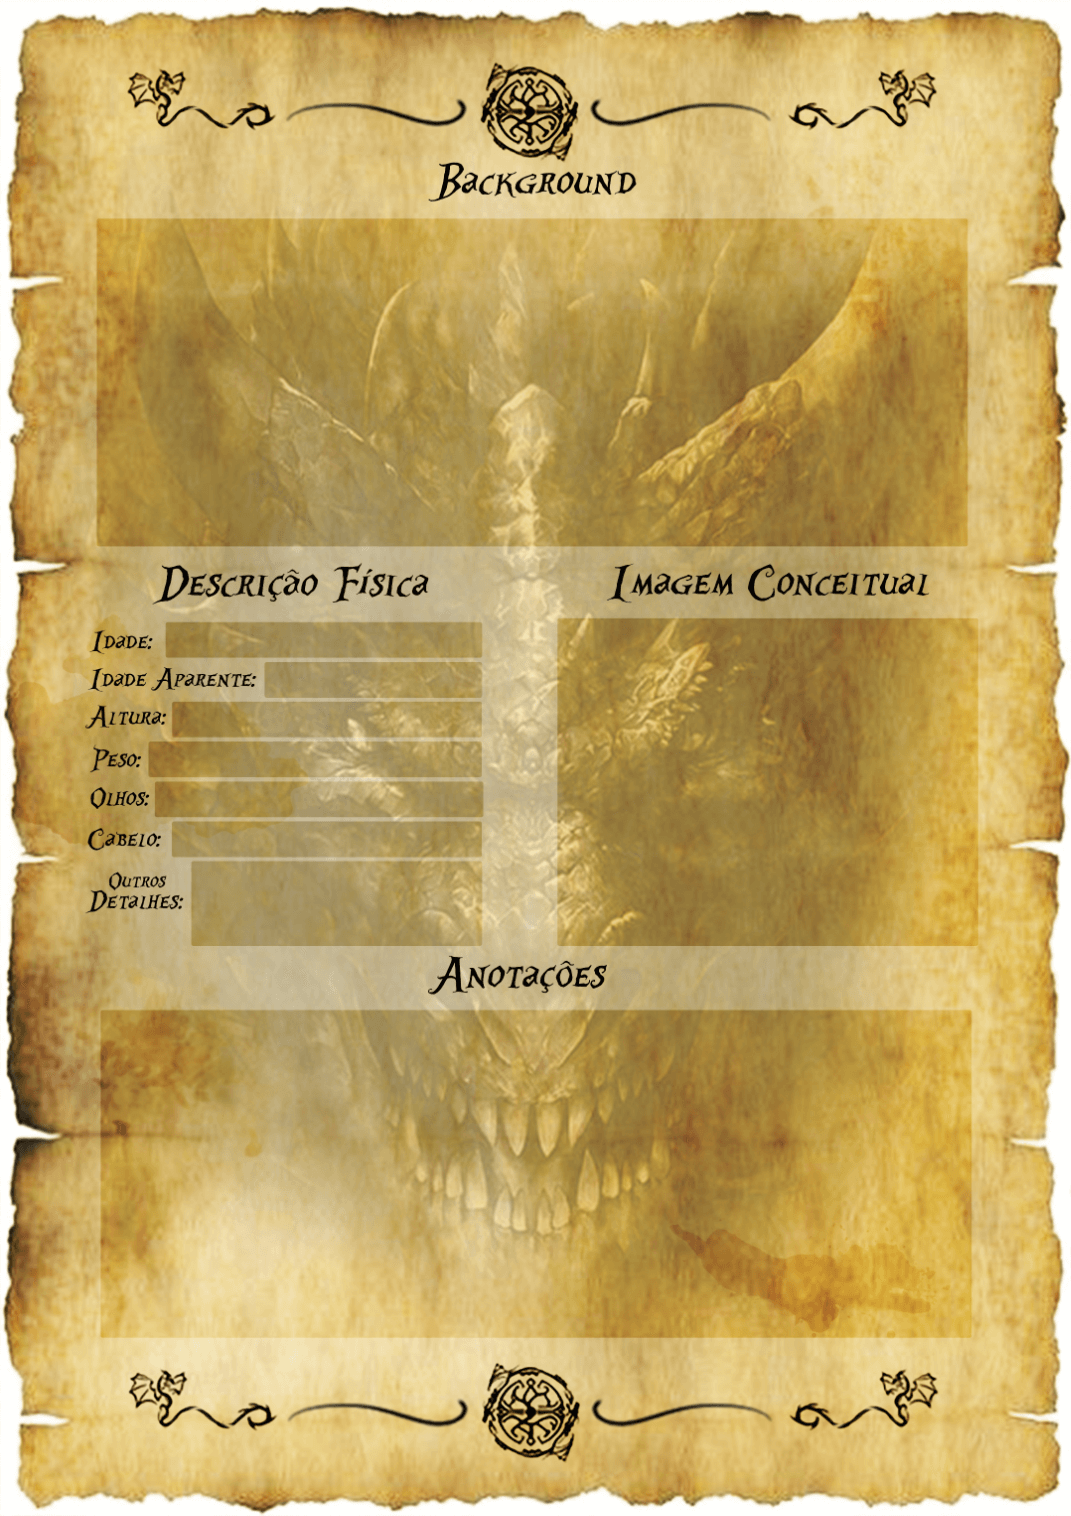 Background
Descrição Física
Imagem Conceitual
Idade:
Idade Aparente:
Altura:
Peso:
Olhos:
Cabelo:
Outros
Detalhes:
Anotações